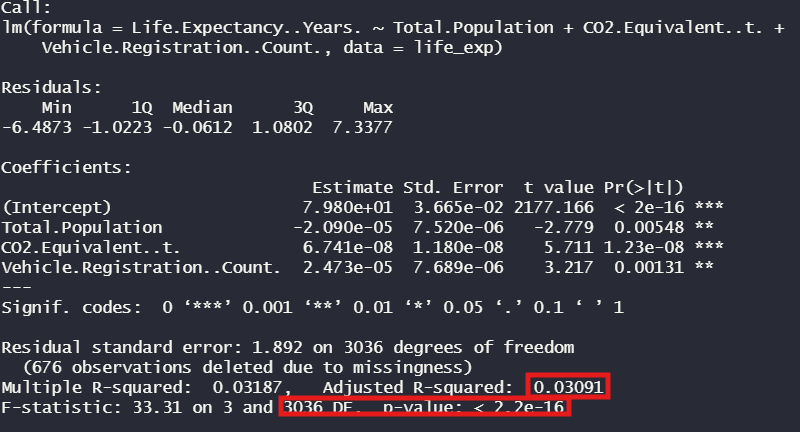 Call:
lm(formula = Life.Expectancy..Years. ~ Total.Population + CO2.Equivalent..t. +
    Vehicle.Registration..Count., data = life_exp)
Residuals:
    Min      1Q  Median      3Q     Max
-6.4873 -1.0223 -0.0612  1.0802  7.3377
Coefficients:
                               Estimate Std. Error  t value Pr(>|t|)
(Intercept)                   7.980e+01  3.665e-02 2177.166  < 2e-16 ***
Total.Population             -2.090e-05  7.520e-06   -2.779  0.00548 **
CO2.Equivalent..t.            6.741e-08  1.180e-08    5.711 1.23e-08 ***
Vehicle.Registration..Count.  2.473e-05  7.689e-06    3.217  0.00131 **
---
Signif. codes:  0 ‘***’ 0.001 ‘**’ 0.01 ‘*’ 0.05 ‘.’ 0.1 ‘ ’ 1
Residual standard error: 1.892 on 3036 degrees of freedom
  (676 observations deleted due to missingness)
Multiple R-squared:  0.03187,   Adjusted R-squared:  0.03091
F-statistic: 33.31 on 3 and 3036 DF,  p-value: < 2.2e-16